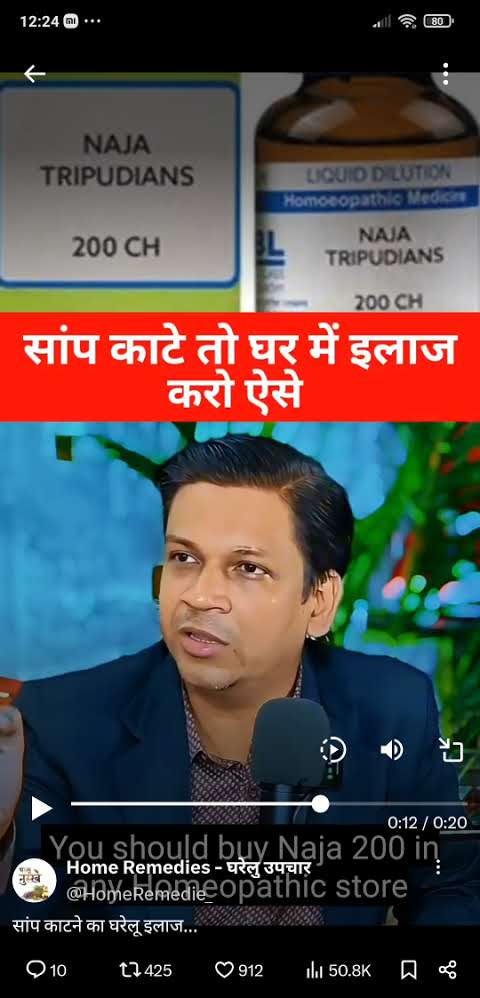 12:24
80
NAJA
TRIPUDIANS
200 CH
LIQUID DILUTION
Homoeopathic Medicine
BL
NAJA
TRIPUDIANS
200 CH
सांप काटे तो घर में इलाज
करो ऐसे
0:12 / 0:20
You should buy Naja 200 in
any Homeopathic store
Home Remedies - घरेलु उपचार
@HomeRemedie_
सांप काटने का घरेलू इलाज...
10
425
912
50.8K